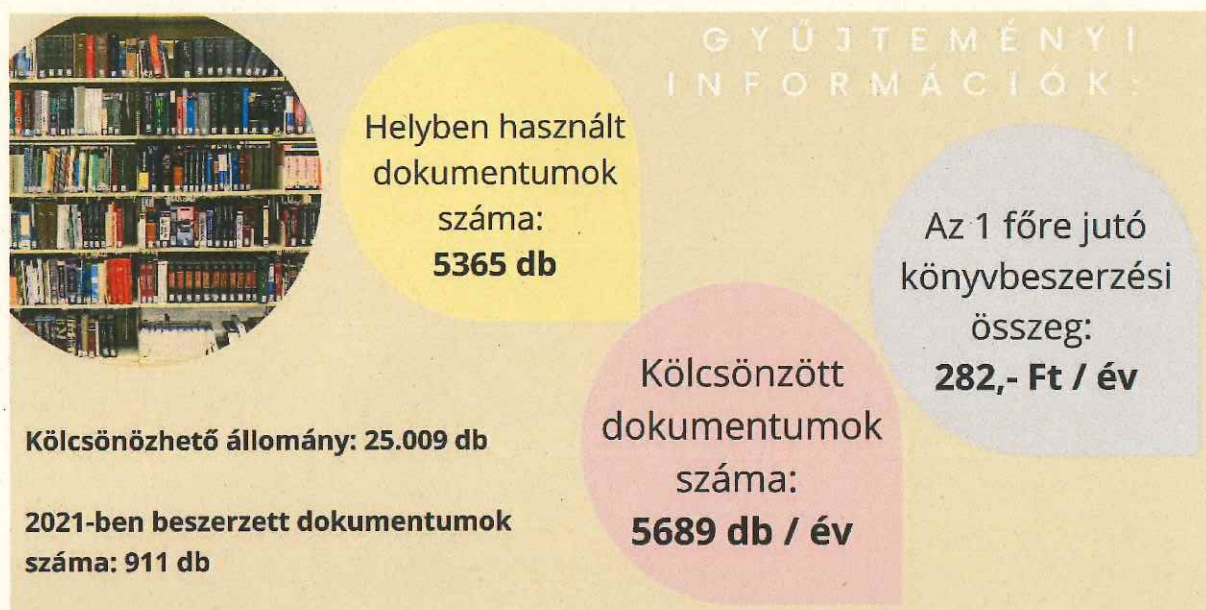 GYŰJTEMÉNYI
INFORMÁCIÓK:
Helyben használt
dokumentumok
száma:
5365 db
Az 1 főre jutó
könyvbeszerzési
összeg:
282,- Ft / év
Kölcsönzött
dokumentumok
száma:
5689 db / év
Kölcsönözhető állomány: 25.009 db
2021-ben beszerzett dokumentumok
száma: 911 db